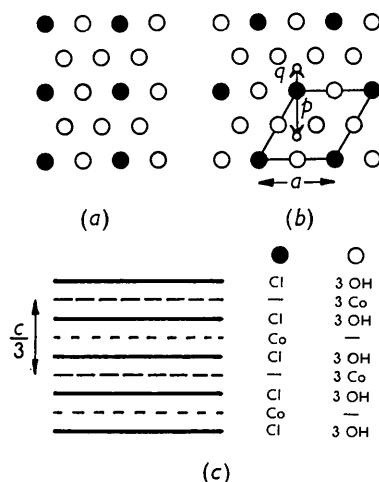 q
p
a
(a)
(b)
c/3
Cl 3 OH
— 3 Co
Cl 3 OH
Co —
Cl 3 OH
— 3 Co
Cl 3 OH
Co —
Cl 3 OH
(c)